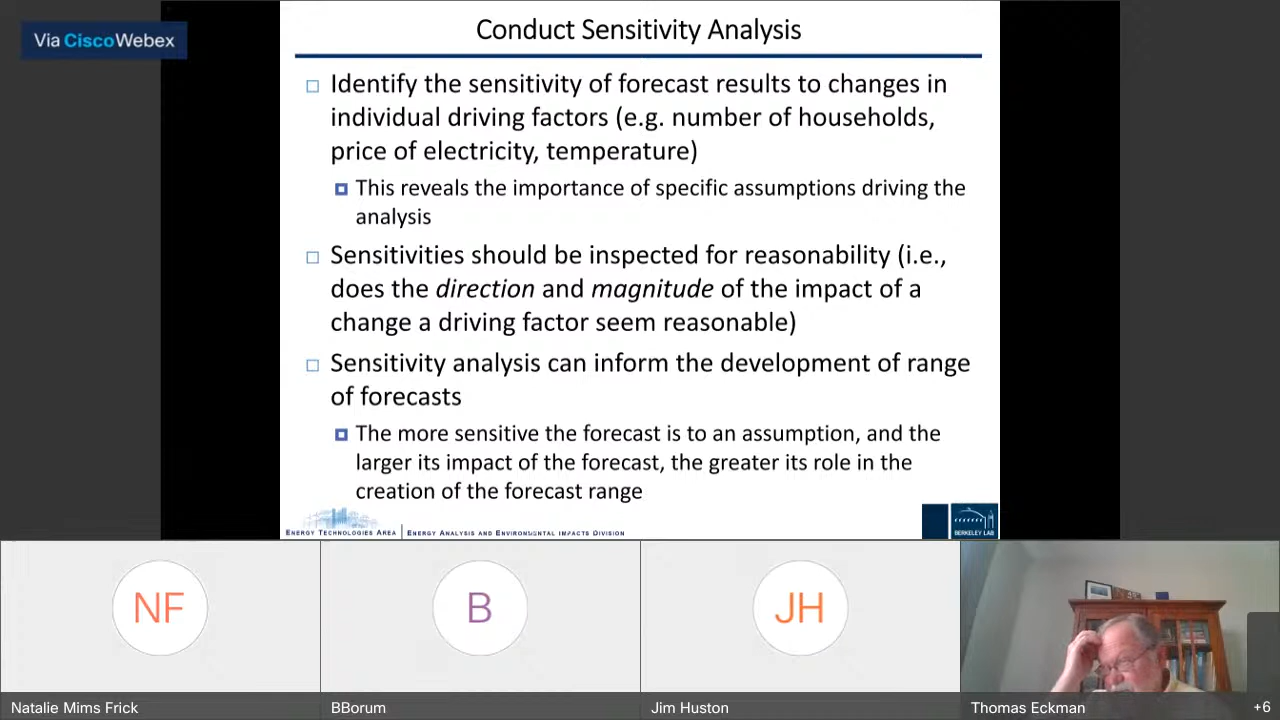 Via Cisco Webex
Conduct Sensitivity Analysis
Identify the sensitivity of forecast results to changes in
individual driving factors (e.g. number of households,
price of electricity, temperature)
This reveals the importance of specific assumptions driving the
analysis
Sensitivities should be inspected for reasonability (i.e.,
does the direction and magnitude of the impact of a
change a driving factor seem reasonable)
Sensitivity analysis can inform the development of range
of forecasts
The more sensitive the forecast is to an assumption, and the
larger its impact of the forecast, the greater its role in the
creation of the forecast range
ENERGY TECHNOLOGIES AREA
ENERGY ANALYSIS AND ENVIRONMENTAL IMPACTS DIVISION
BERKELEY LAB
NF
B
JH
Natalie Mims Frick
BBorum
Jim Huston
Thomas Eckman
+6